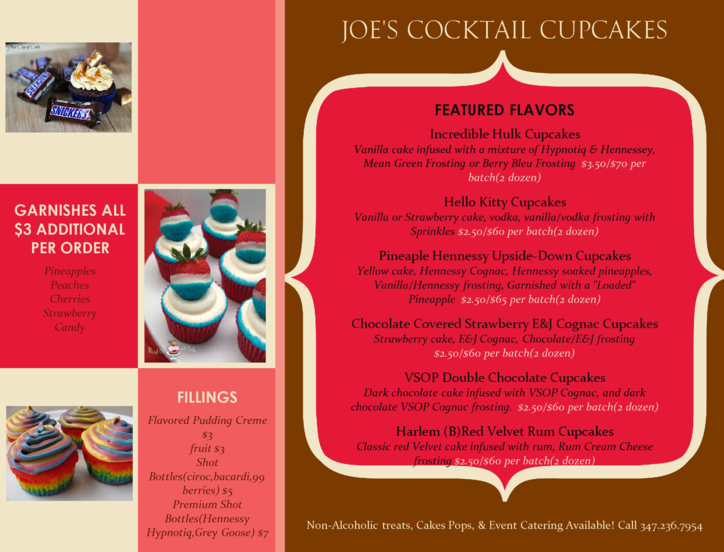 JOE'S COCKTAIL CUPCAKES
FEATURED FLAVORS
Incredible Hulk Cupcakes
Vanilla cake infused with a mixture of Hypnotiq & Hennessey,
Mean Green Frosting or Berry Bleu Frosting $3.50/$70 per
batch(2 dozen)
Hello Kitty Cupcakes
Vanilla or Strawberry cake, vodka, vanilla/vodka frosting with
Sprinkles $2.50/$60 per batch(2 dozen)
Pineaple Hennessy Upside-Down Cupcakes
Yellow cake, Hennessy Cognac, Hennessy soaked pineapples,
Vanilla/Hennessy frosting, Garnished with a "Loaded"
Pineapple $2.50/$65 per batch(2 dozen)
Chocolate Covered Strawberry E&J Cognac Cupcakes
Strawberry cake, E&J Cognac, Chocolate/E&J frosting
$2.50/$60 per batch(2 dozen)
VSOP Double Chocolate Cupcakes
Dark chocolate cake infused with VSOP Cognac, and dark
chocolate VSOP Cognac frosting. $2.50/$60 per batch(2 dozen)
Harlem (B)Red Velvet Rum Cupcakes
Classic red Velvet cake infused with rum, Rum Cream Cheese
frosting $2.50/$60 per batch(2 dozen)
Non-Alcoholic treats, Cakes Pops, & Event Catering Available! Call 347.236.7954
SNICKERS
SNICKERS
GARNISHES ALL
$3 ADDITIONAL
PER ORDER
Pineapples
Peaches
Cherries
Strawberry
Candy
FILLINGS
Flavored Pudding Creme
$3
fruit $3
Shot
Bottles(ciroc,bacardi,99
berries) $5
Premium Shot
Bottles(Hennessy
Hypnotiq,Grey Goose) $7